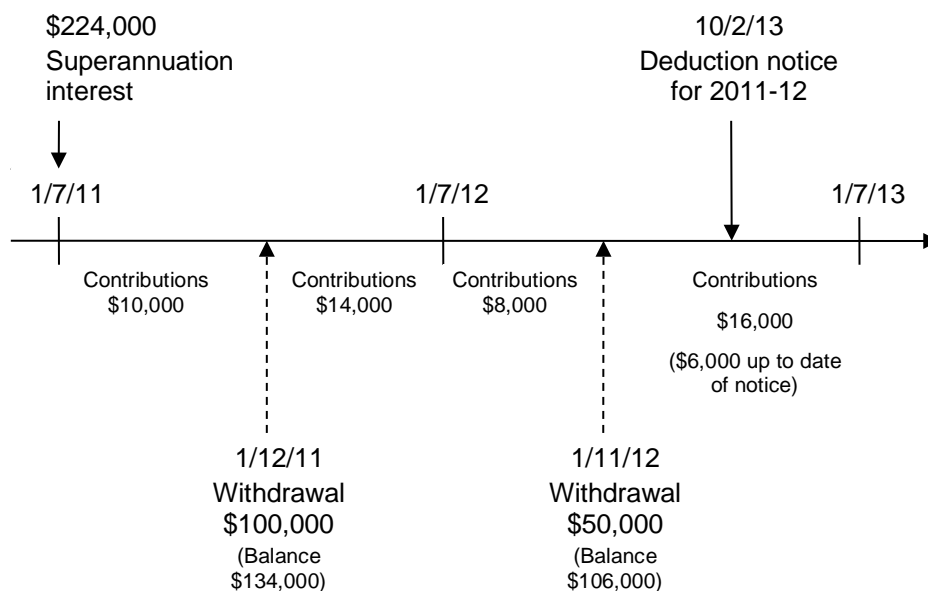 $224,000
Superannuation
interest
10/2/13
Deduction notice
for 2011-12
1/7/11
1/7/12
1/7/13
Contributions
$10,000
Contributions
$14,000
Contributions
$8,000
Contributions
$16,000
($6,000 up to date
of notice)
1/12/11
Withdrawal
$100,000
(Balance
$134,000)
1/11/12
Withdrawal
$50,000
(Balance
$106,000)